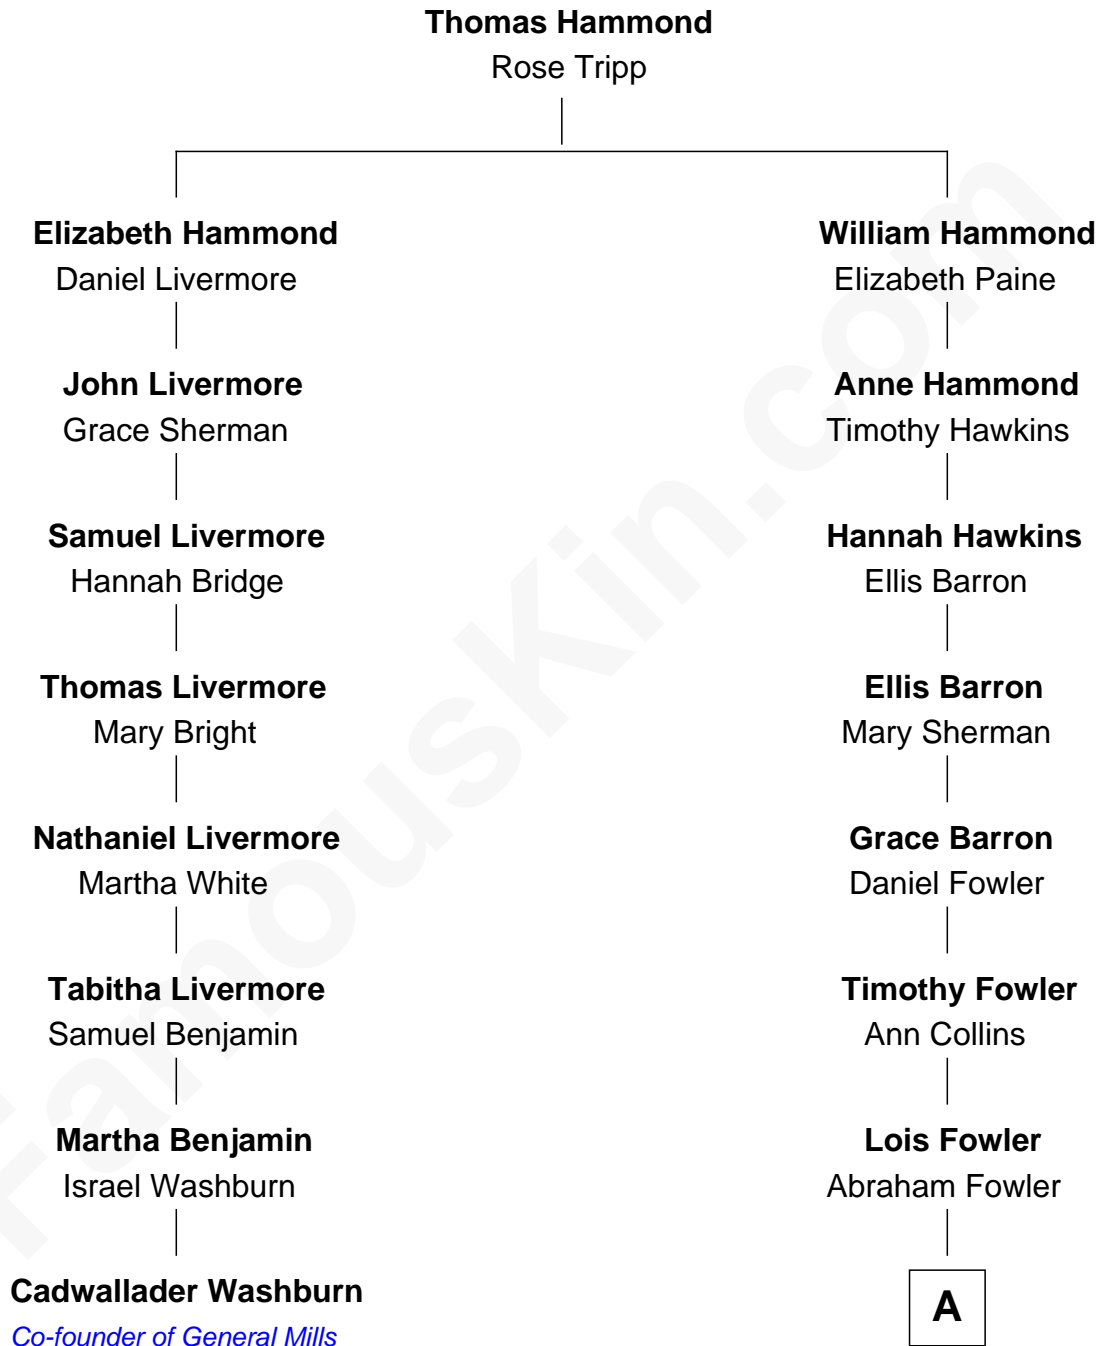 Thomas Hammond
Rose Tripp
Elizabeth Hammond
Daniel Livermore
William Hammond
Elizabeth Paine
John Livermore
Grace Sherman
Anne Hammond
Timothy Hawkins
Samuel Livermore
Hannah Bridge
Hannah Hawkins
Ellis Barron
Thomas Livermore
Mary Bright
Ellis Barron
Mary Sherman
Nathaniel Livermore
Martha White
Grace Barron
Daniel Fowler
Tabitha Livermore
Samuel Benjamin
Timothy Fowler
Ann Collins
Martha Benjamin
Israel Washburn
Lois Fowler
Abraham Fowler
Cadwallader Washburn
Co-founder of General Mills
A
FamousKin.com